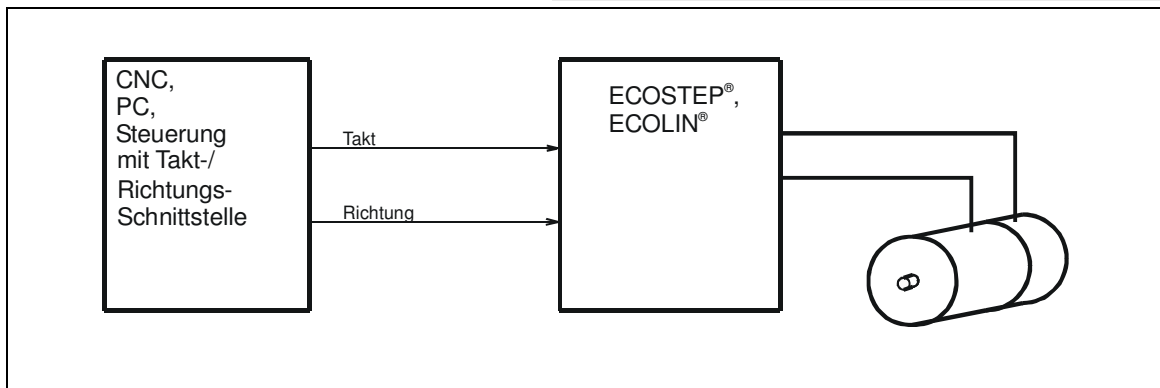 CNC,
PC,
Steuerung
mit Takt-/
Richtungs-
Schnittstelle
Takt
Richtung
ECOSTEP®,
ECOLIN®